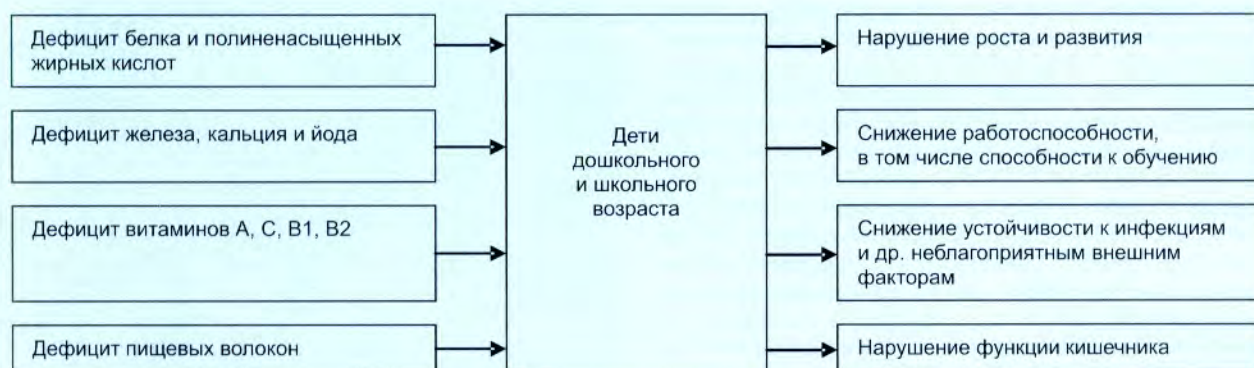 Дефицит белка и полиненасыщенных
жирных кислот
Дефицит железа, кальция и йода
Дефицит витаминов А, С, В1, В2
Дефицит пищевых волокон
Дети
дошкольного
и школьного
возраста
Нарушение роста и развития
Снижение работоспособности,
в том числе способности к обучению
Снижение устойчивости к инфекциям
и др. неблагоприятным внешним
факторам
Нарушение функции кишечника